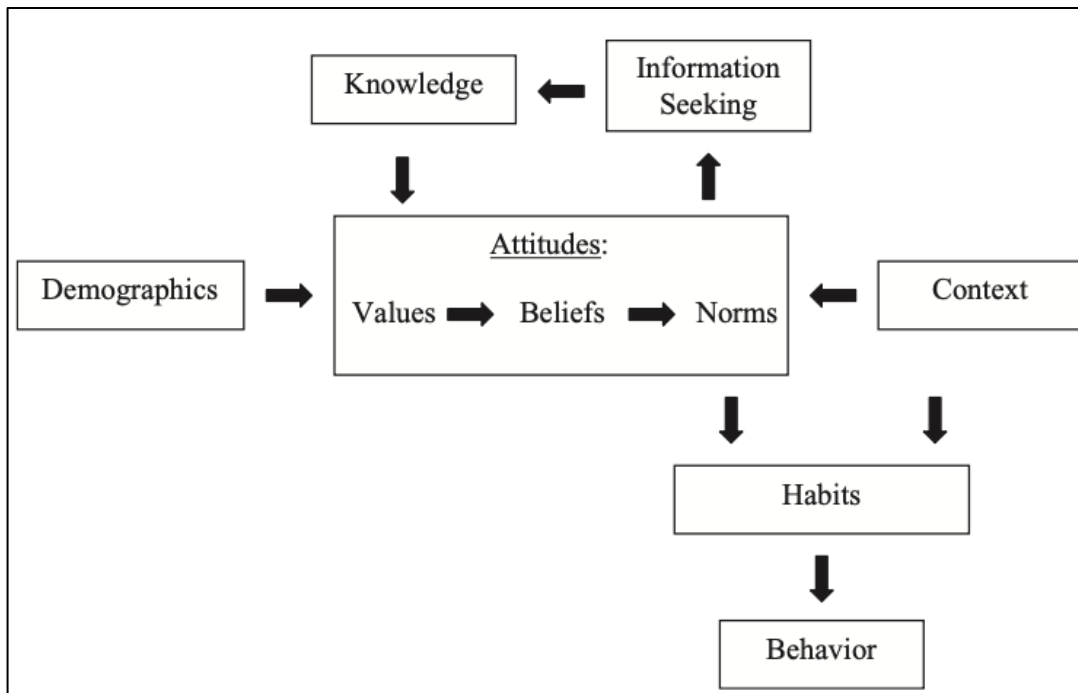 Knowledge
Information
Seeking
Attitudes:
Demographics
Values
Beliefs
Norms
Context
Habits
Behavior